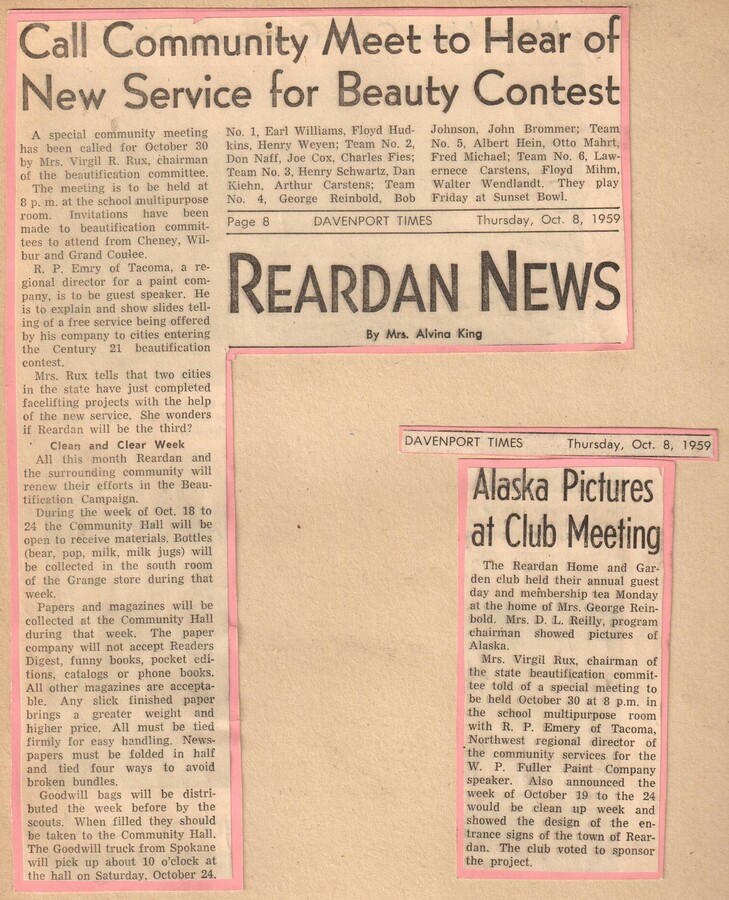 Call Community Meet to Hear of
New Service for Beauty Contest
A special community meeting
has been called for October 30
by Mrs. Virgil R. Rux, chairman
of the beautification committee.
The meeting is to be held at
8 p. m. at the school multipurpose
room. Invitations have been
made to beautification commit-
tees to attend from Cheney, Wil-
bur and Grand Coulee.
R. P. Emry of Tacoma, a re-
gional director for a paint com-
pany, is to be guest speaker. He
is to explain and show slides tell-
ing of a free service being offered
by his company to cities entering
the Century 21 beautification
contest.
Mrs. Rux tells that two cities
in the state have just completed
facelifting projects with the help
of the new service. She wonders
if Reardan will be the third?
Clean and Clear Week
All this month Reardan and
the surrounding community will
renew their efforts in the Beau-
tification Campaign.
During the week of Oct. 18 to
24 the Community Hall will be
open to receive materials. Bottles
(bear, pop, milk, milk jugs) will
be collected in the south room
of the Grange store during that
week.
Papers and magazines will be
collected at the Community Hall
during that week. The paper
company will not accept Readers
Digest, funny books, pocket edi-
tions, catalogs or phone books.
All other magazines are accepta-
ble. Any slick finished paper
brings a greater weight and
higher price. All must be tied
firmly for easy handling. News-
papers must be folded in half
and tied four ways to avoid
broken bundles.
Goodwill bags will be distri-
buted the week before by the
scouts. When filled they should
be taken to the Community Hall.
The Goodwill truck from Spokane
will pick up about 10 o'clock at
the hall on Saturday, October 24.
No. 1, Earl Williams, Floyd Hud-
kins, Henry Weyen; Team No. 2,
Don Naff, Joe Cox, Charles Fies;
Team No. 3, Henry Schwartz, Dan
Kiehn, Arthur Carstens; Team
No. 4, George Reinbold, Bob
Johnson, John Brommer; Team
No. 5, Albert Hein, Otto Mahrt,
Fred Michael; Team No. 6, Law-
ernece Carstens, Floyd Mihm,
Walter Wendlandt. They play
Friday at Sunset Bowl.
Page 8 DAVENPORT TIMES Thursday, Oct. 8, 1959
REARDAN NEWS
By Mrs. Alvina King
DAVENPORT TIMES Thursday, Oct. 8, 1959
Alaska Pictures
at Club Meeting
The Reardan Home and Gar-
den club held their annual guest
day and membership tea Monday
at the home of Mrs. George Rein-
bold. Mrs. D. L. Reilly, program
chairman showed pictures of
Alaska.
Mrs. Virgil Rux, chairman of
the state beautification commit-
tee told of a special meeting to
be held October 30 at 8 p.m. in
the school multipurpose room
with R. P. Emery of Tacoma,
Northwest regional director of
the community services for the
W. P. Fuller Paint Company
speaker. Also announced the
week of October 19 to the 24
would be clean up week and
showed the design of the en-
trance signs of the town of Rear-
dan. The club voted to sponsor
the project.